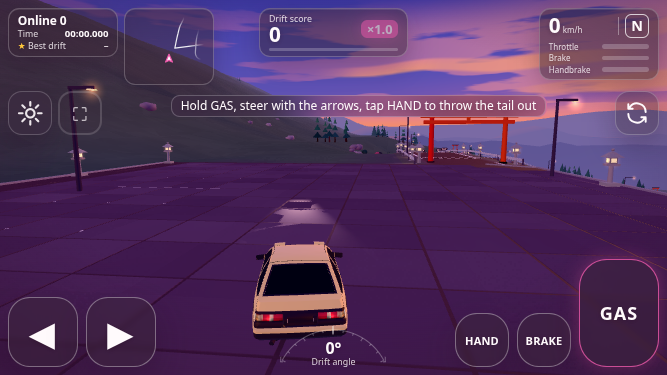 Online 0
Time 00:00.000
★ Best drift –
Drift score
0 ×1.0
0 km/h N
Throttle
Brake
Handbrake
Hold GAS, steer with the arrows, tap HAND to throw the tail out
◀ ▶
HAND BRAKE GAS
0°
Drift angle